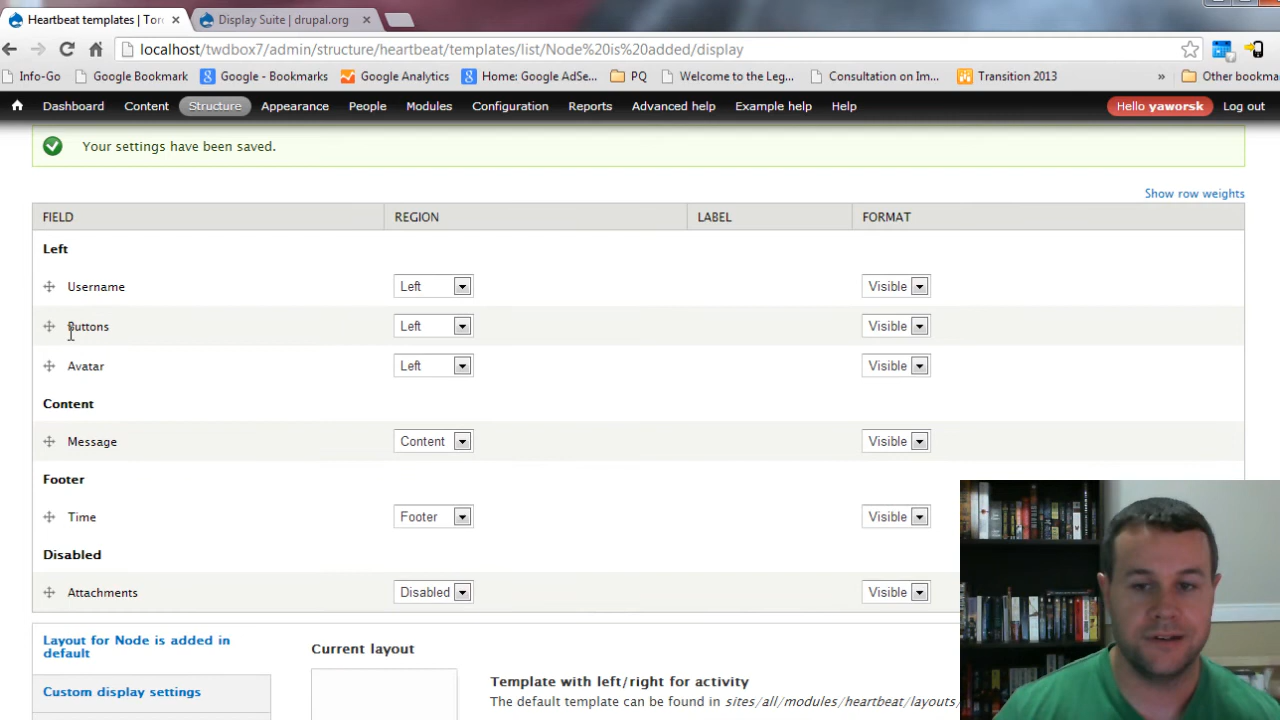 Heartbeat templates | Toro
Display Suite | drupal.org
localhost/twdbox7/admin/structure/heartbeat/templates/list/Node%20is%20added/display
Info-Go
Google Bookmark
Google - Bookmarks
Google Analytics
Home: Google AdSe...
PQ
Welcome to the Leg...
Consultation on Im...
Transition 2013
»
Other bookma
Dashboard
Content
Structure
Appearance
People
Modules
Configuration
Reports
Advanced help
Example help
Help
Hello yaworsk
Log out
Your settings have been saved.
Show row weights
FIELD REGION LABEL FORMAT
Left
Username Left Visible
Buttons Left Visible
Avatar Left Visible
Content
Message Content Visible
Footer
Time Footer Visible
Disabled
Attachments Disabled Visible
Layout for Node is added in
default
Custom display settings
Current layout
Template with left/right for activity
The default template can be found in sites/all/modules/heartbeat/layouts/